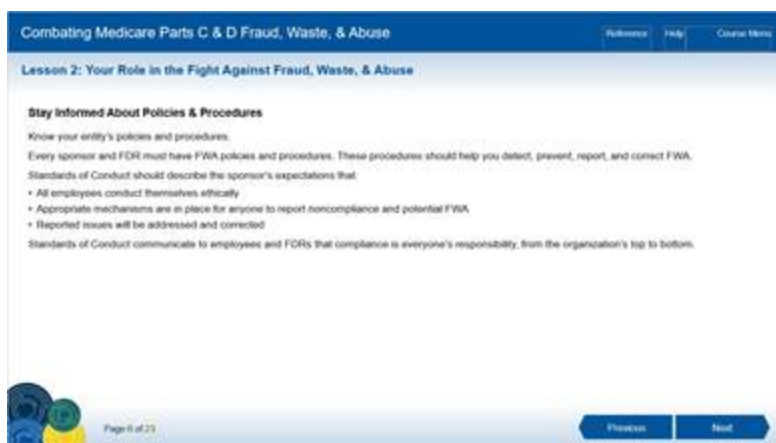 Combating Medicare Parts C & D Fraud, Waste, & Abuse
Reference Help Course Menu
Lesson 2: Your Role in the Fight Against Fraud, Waste, & Abuse
Stay Informed About Policies & Procedures
Know your entity's policies and procedures.
Every sponsor and FDR must have FWA policies and procedures. These procedures should help you detect, prevent, report, and correct FWA.
Standards of Conduct should describe the sponsor's expectations that:
• All employees conduct themselves ethically
• Appropriate mechanisms are in place for anyone to report noncompliance and potential FWA
• Reported issues will be addressed and corrected
Standards of Conduct communicate to employees and FDRs that compliance is everyone's responsibility, from the organization's top to bottom.
Page 6 of 23
Previous Next